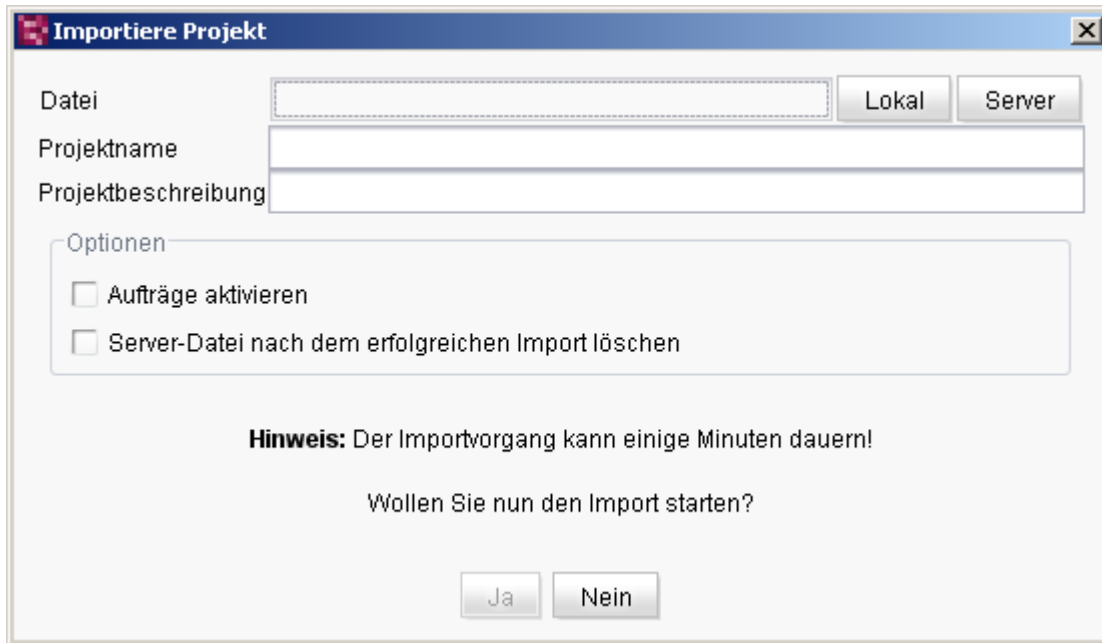 Importiere Projekt
Datei Lokal Server
Projektname
Projektbeschreibung
Optionen
Aufträge aktivieren
Server-Datei nach dem erfolgreichen Import löschen
Hinweis: Der Importvorgang kann einige Minuten dauern!
Wollen Sie nun den Import starten?
Ja Nein